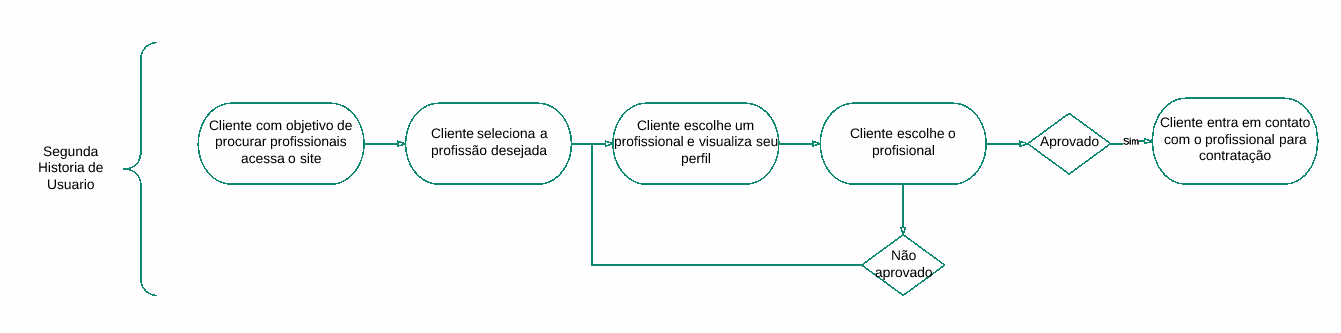 Segunda
Historia de
Usuario
Cliente com objetivo de
procurar profissionais
acessa o site
Cliente seleciona a
profissão desejada
Cliente escolhe um
profissional e visualiza seu
perfil
Cliente escolhe o
profisional
Aprovado
Sim
Cliente entra em contato
com o profissional para
contratação
Não
aprovado